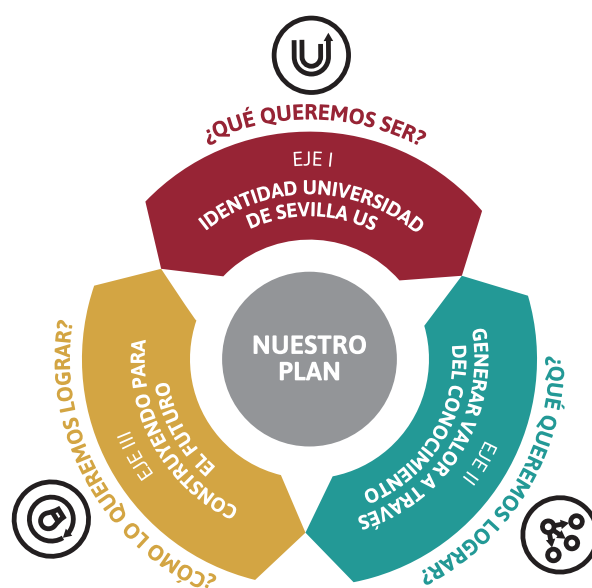 ¿QUÉ QUEREMOS SER?
EJE I
IDENTIDAD UNIVERSIDAD
DE SEVILLA US
NUESTRO
PLAN
¿QUÉ QUEREMOS LOGRAR?
EJE II
GENERAR VALOR A TRAVÉS
DEL CONOCIMIENTO
¿CÓMO LO QUEREMOS LOGRAR?
EJE III
CONSTRUYENDO PARA
EL FUTURO